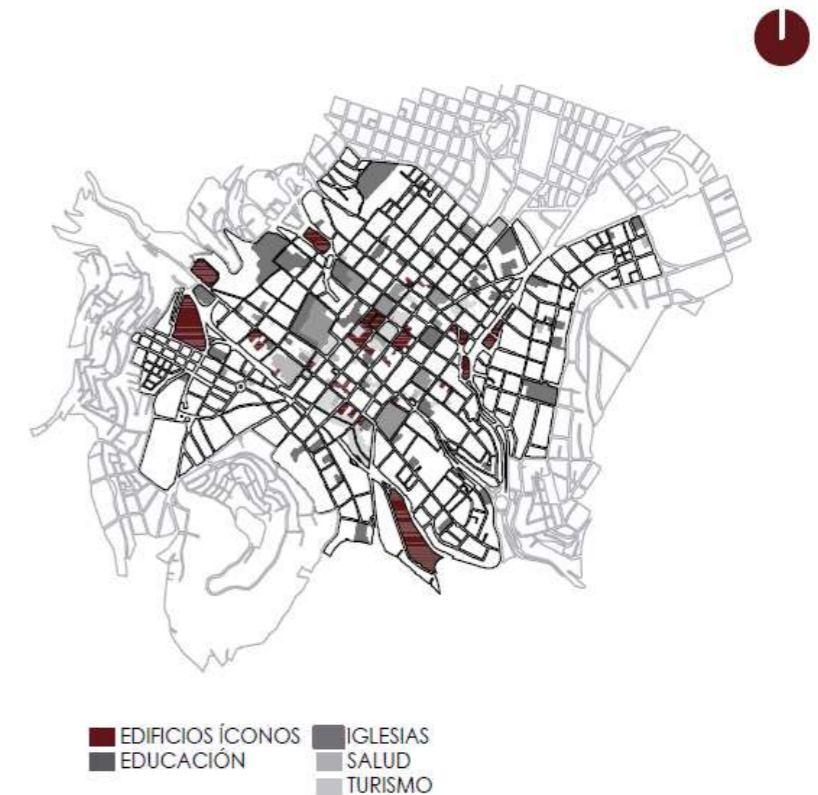 EDIFICIOS ÍCONOS
EDUCACIÓN
IGLESIAS
SALUD
TURISMO